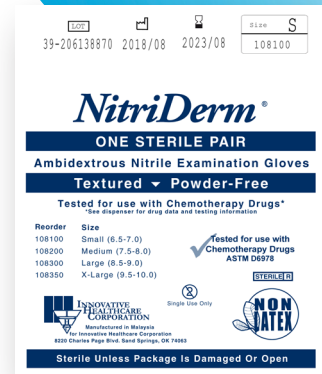 LOT
39-206138870 2018/08 2023/08
Size S
108100
NitriDerm®
ONE STERILE PAIR
Ambidextrous Nitrile Examination Gloves
Textured Powder-Free
Tested for use with Chemotherapy Drugs*
*See dispenser for drug data and testing information
Reorder Size
108100 Small (6.5-7.0)
108200 Medium (7.5-8.0)
108300 Large (8.5-9.0)
108350 X-Large (9.5-10.0)
Tested for use with
Chemotherapy Drugs
ASTM D6978
STERILE R
2
Single Use Only
INNOVATIVE
HEALTHCARE
CORPORATION
Manufactured in Malaysia
for Innovative Healthcare Corporation
8220 Charles Page Blvd. Sand Springs, OK 74063
NON
LATEX
Sterile Unless Package Is Damaged Or Open